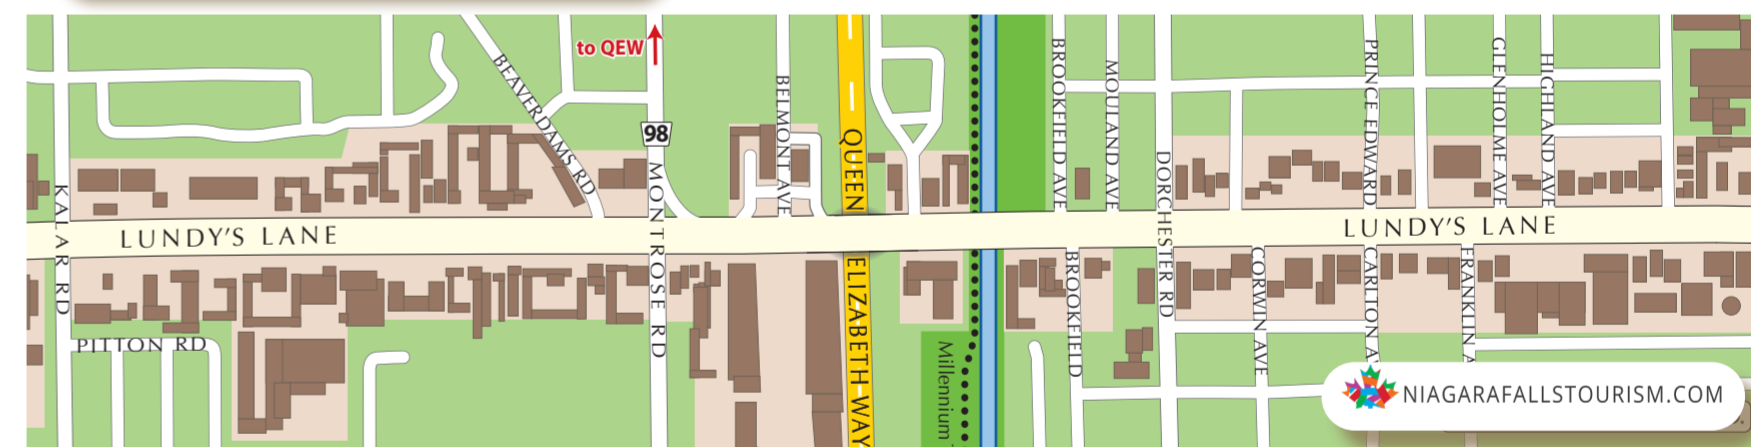 to QEW
98
BEAVERDAMS RD
BELMONT AVE
QUEEN
ELIZABETH WAY
BROOKFIELD AVE
MOULAND AVE
DORCHESTER RD
PRINCE EDWARD
GLENHOLME AVE
HIGHLAND AVE
KALAR RD
MONTROSE RD
LUNDY'S LANE
LUNDY'S LANE
BROOKFIELD
CORWIN AVE
CARLTON A
FRANKLIN A
PITTON RD
Millennium
NIAGARAFALLSTOURISM.COM